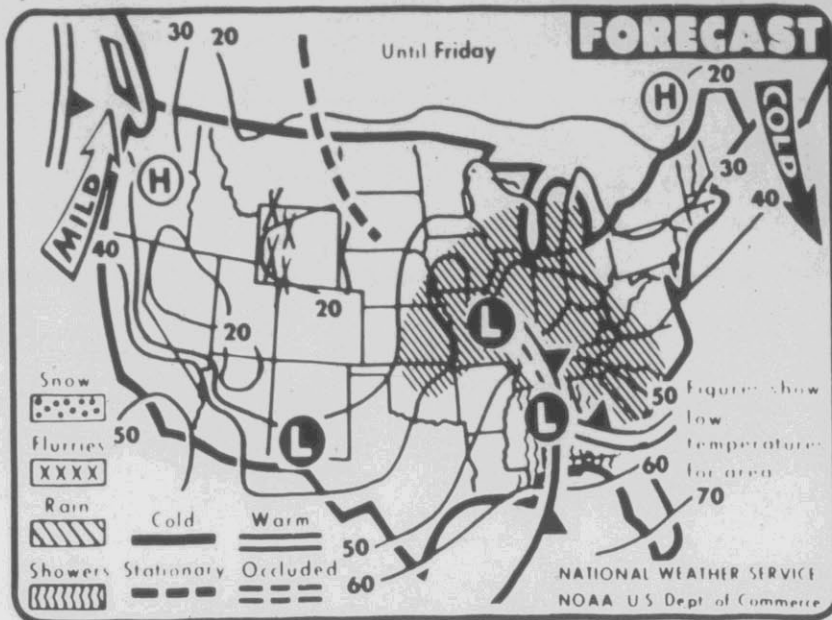 FORECAST
Until Friday
30 20
H 20
COLD
30
40
H
MILD
40
20
20
L
L
L
50
50
60
70
50
60
Figures show
low
temperatures
for area
Snow
Flurries
XXXX
Rain
Showers
Cold
Warm
Stationary
Occluded
NATIONAL WEATHER SERVICE
NOAA U S Dept of Commerce